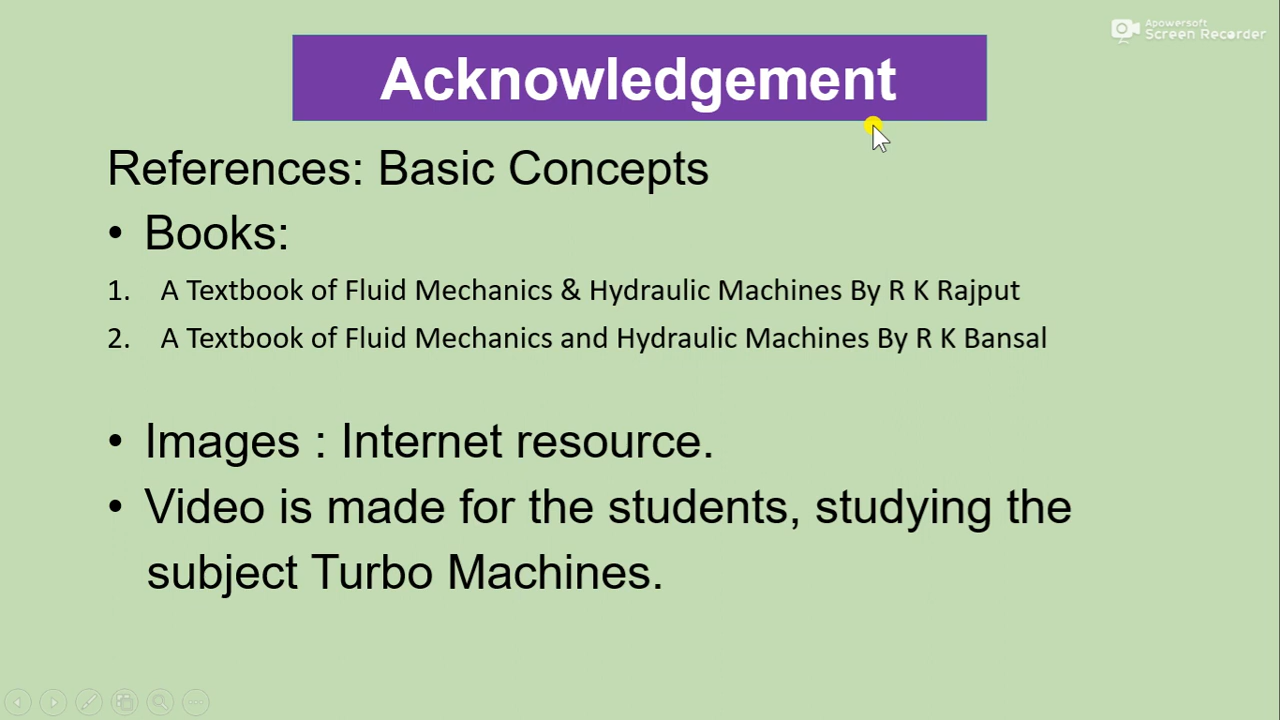 Apowersoft
Screen Recorder
Acknowledgement
References: Basic Concepts
• Books:
1. A Textbook of Fluid Mechanics & Hydraulic Machines By R K Rajput
2. A Textbook of Fluid Mechanics and Hydraulic Machines By R K Bansal
• Images : Internet resource.
• Video is made for the students, studying the
subject Turbo Machines.